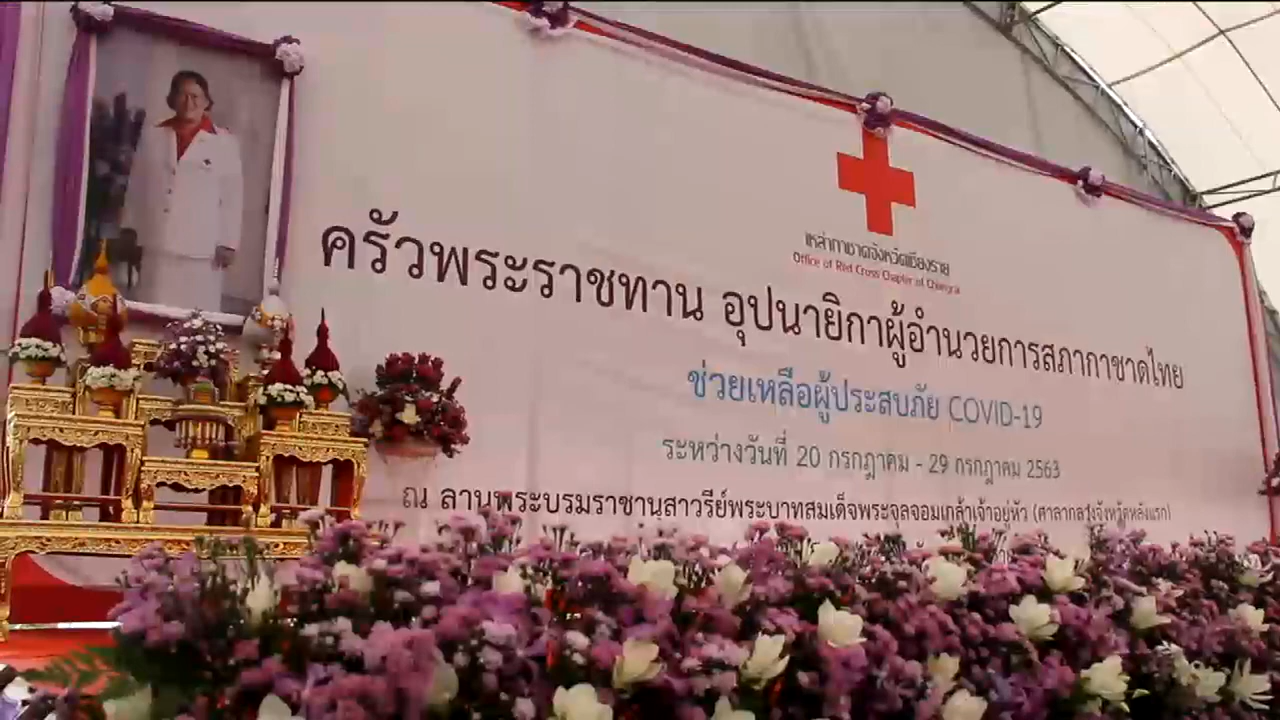 เหล่ากาชาดจังหวัดเชียงราย
Office of Red Cross Chapter of Chiangrai
ครัวพระราชทาน อุปนายิกาผู้อำนวยการสภากาชาดไทย
ช่วยเหลือผู้ประสบภัย COVID-19
ระหว่างวันที่ 20 กรกฎาคม - 29 กรกฎาคม 2563
ณ ลานพระบรมราชานุสาวรีย์พระบาทสมเด็จพระจุลจอมเกล้าเจ้าอยู่หัว (ศาลากลางจังหวัดหลังแรก)